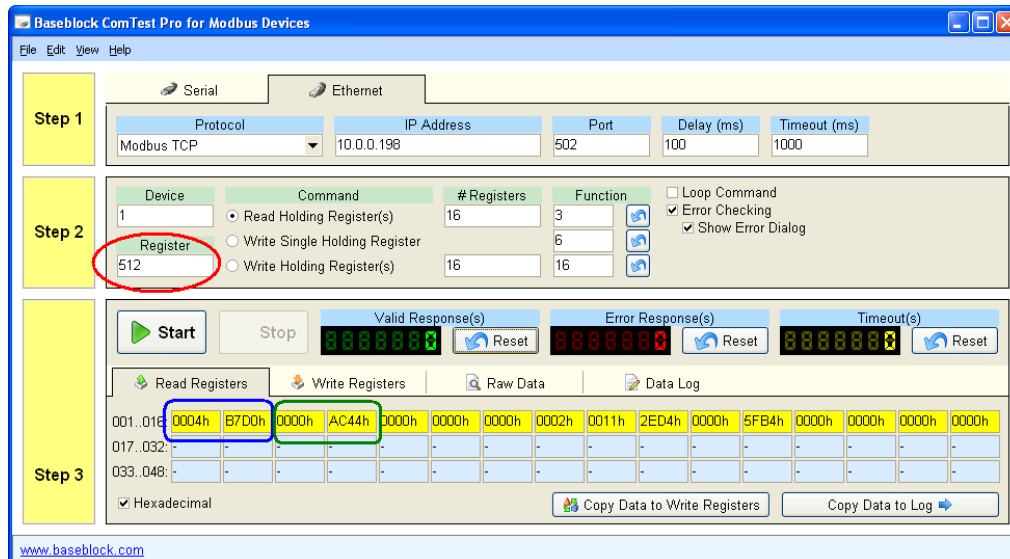 Baseblock ComTest Pro for Modbus Devices
File Edit View Help
Step 1
Serial Ethernet
Protocol IP Address Port Delay (ms) Timeout (ms)
Modbus TCP 10.0.0.198 502 100 1000
Step 2
Device Command # Registers Function
1 Read Holding Register(s) 16 3
Write Single Holding Register 6
Register
512 Write Holding Register(s) 16 16
Loop Command
Error Checking
Show Error Dialog
Step 3
Start Stop
Valid Response(s) Error Response(s) Timeout(s)
Reset Reset Reset
Read Registers Write Registers Raw Data Data Log
001..016: 0004h B7D0h 0000h AC44h 0000h 0000h 0000h 0002h 0011h 2ED4h 0000h 5FB4h 0000h 0000h 0000h 0000h
017..032: - - - - - - - - - - - - - - - -
033..048: - - - - - - - - - - - - - - - -
Hexadecimal Copy Data to Write Registers Copy Data to Log
www.baseblock.com